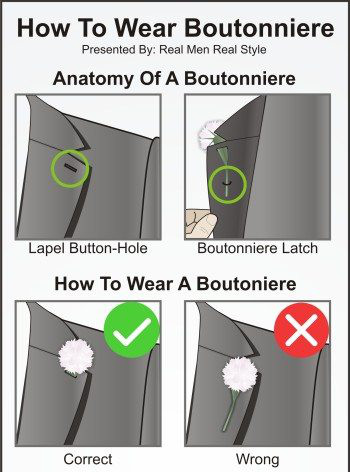 How To Wear Boutonniere
Presented By: Real Men Real Style
Anatomy Of A Boutonniere
Lapel Button-Hole
Boutonniere Latch
How To Wear A Boutoniere
Correct
Wrong